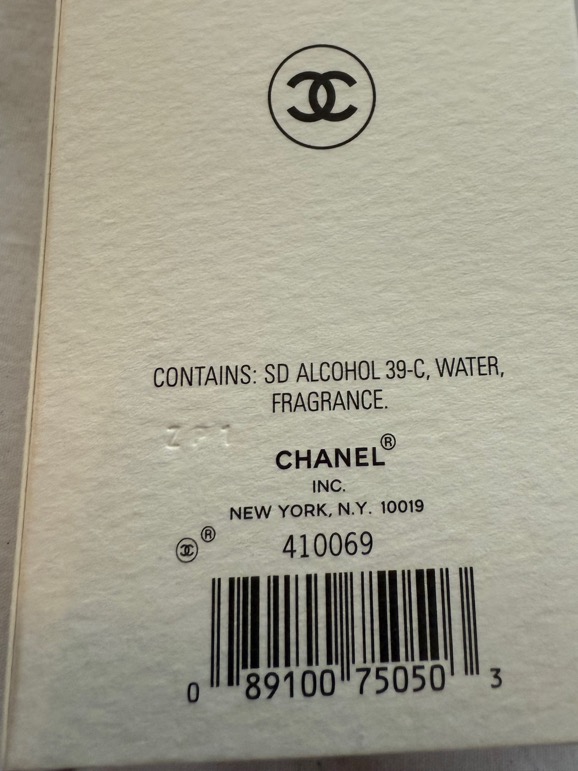 CONTAINS: SD ALCOHOL 39-C, WATER,
FRAGRANCE.
CHANEL®
INC.
NEW YORK, N.Y. 10019
®
410069
0 89100 75050 3